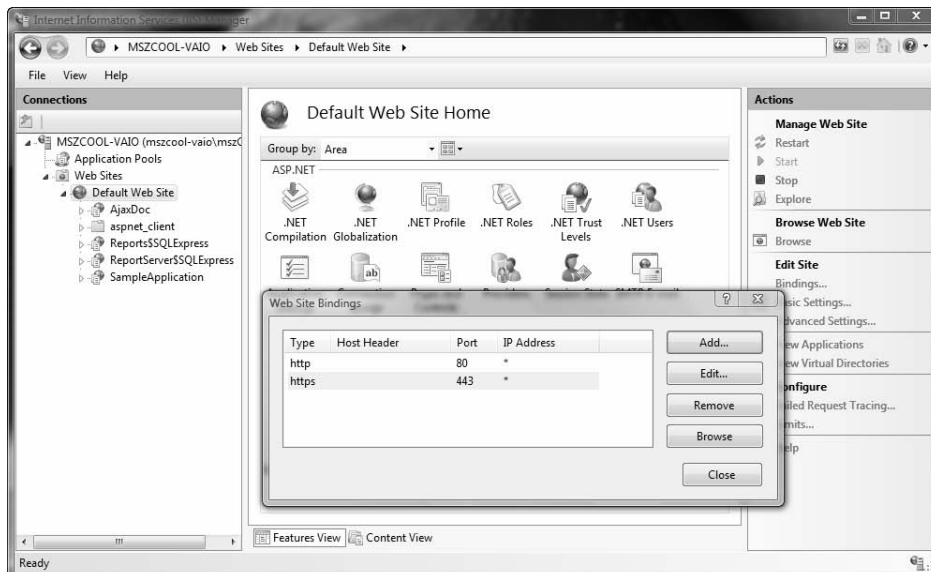 Internet Information Services (IIS) Manager
MSZCOOL-VAIO Web Sites Default Web Site
File View Help
Connections
MSZCOOL-VAIO (mszcool-vaio\mszc
Application Pools
Web Sites
Default Web Site
AjaxDoc
aspnet_client
Reports$SQLExpress
ReportServer$SQLExpress
SampleApplication
Default Web Site Home
Group by: Area
ASP.NET
.NET Compilation
.NET Globalization
.NET Profile
.NET Roles
.NET Trust Levels
.NET Users
Web Site Bindings
Type Host Header Port IP Address
http 80 *
https 443 *
Add...
Edit...
Remove
Browse
Close
Features View Content View
Actions
Manage Web Site
Restart
Start
Stop
Explore
Browse Web Site
Browse
Edit Site
Bindings...
sic Settings...
dvanced Settings...
ew Applications
ew Virtual Directories
onfigure
iled Request Tracing...
mits...
elp
Ready